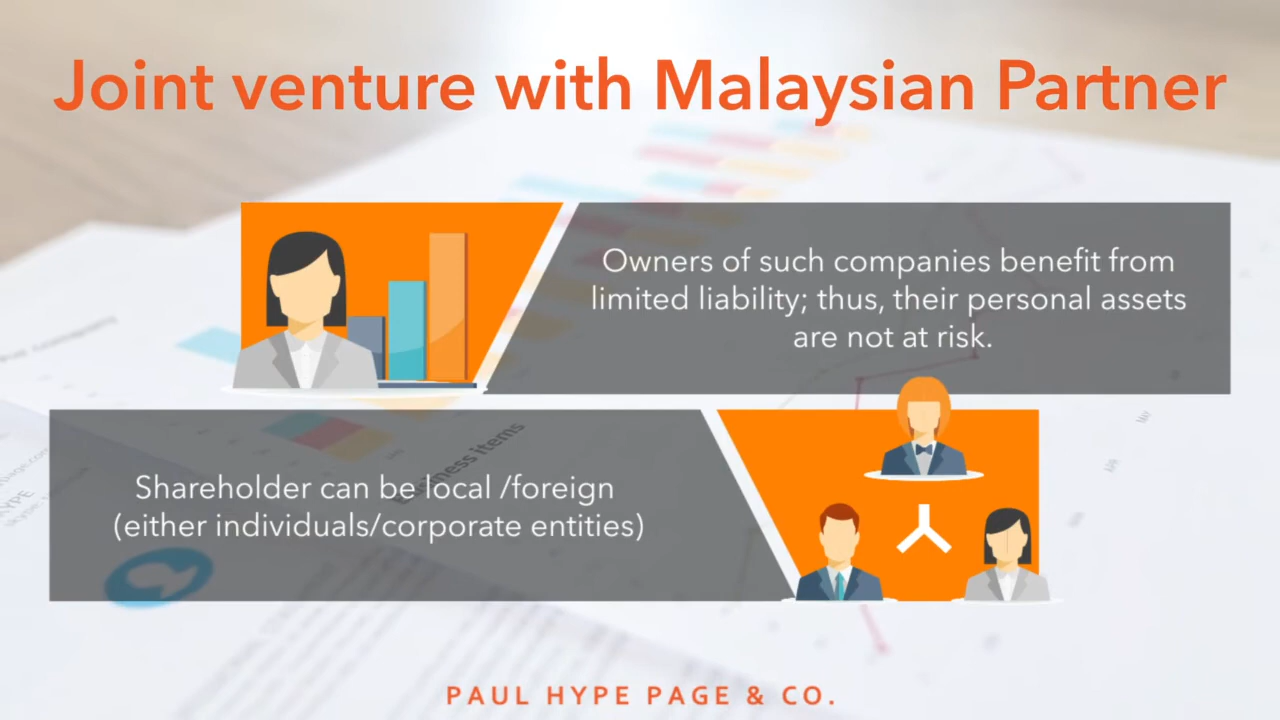 Joint venture with Malaysian Partner
Owners of such companies benefit from
limited liability; thus, their personal assets
are not at risk.
Shareholder can be local /foreign
(either individuals/corporate entities)
PAUL HYPE PAGE & CO.